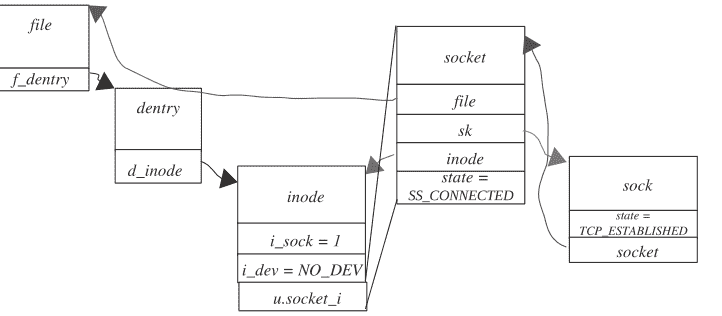 file
f_dentry
dentry
d_inode
inode
i_sock = 1
i_dev = NO_DEV
u.socket_i
socket
file
sk
inode
state =
SS_CONNECTED
sock
state =
TCP_ESTABLISHED
socket